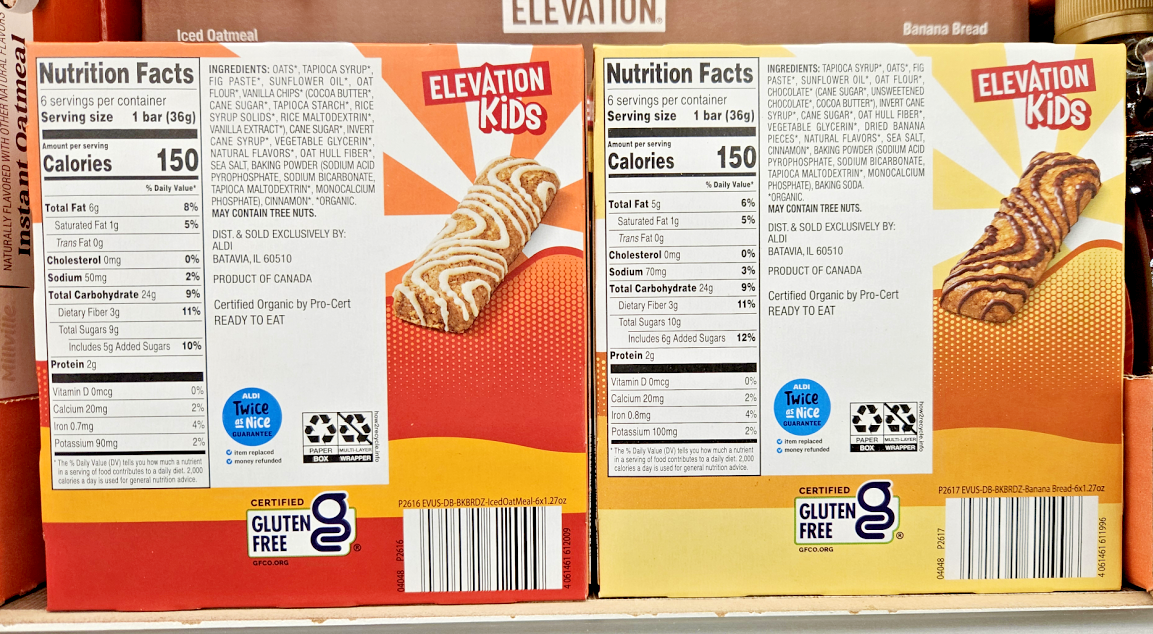 ELEVATION®
Iced Oatmeal
Banana Bread
NATURALLY FLAVORED WITH OTHER NATURAL FLAVORS
Instant Oatmeal
Millville
Nutrition Facts
6 servings per container
Serving size 1 bar (36g)
Amount per serving
Calories 150
% Daily Value*
Total Fat 6g 8%
Saturated Fat 1g 5%
Trans Fat 0g
Cholesterol 0mg 0%
Sodium 50mg 2%
Total Carbohydrate 24g 9%
Dietary Fiber 3g 11%
Total Sugars 9g
Includes 5g Added Sugars 10%
Protein 2g
Vitamin D 0mcg 0%
Calcium 20mg 2%
Iron 0.7mg 4%
Potassium 90mg 2%
* The % Daily Value (DV) tells you how much a nutrient
in a serving of food contributes to a daily diet. 2,000
calories a day is used for general nutrition advice.
INGREDIENTS: OATS*, TAPIOCA SYRUP*,
FIG PASTE*, SUNFLOWER OIL*, OAT
FLOUR*, VANILLA CHIPS* (COCOA BUTTER*,
CANE SUGAR*, TAPIOCA STARCH*, RICE
SYRUP SOLIDS*, RICE MALTODEXTRIN*,
VANILLA EXTRACT*), CANE SUGAR*, INVERT
CANE SYRUP*, VEGETABLE GLYCERIN*,
NATURAL FLAVORS*, OAT HULL FIBER*,
SEA SALT, BAKING POWDER (SODIUM ACID
PYROPHOSPHATE, SODIUM BICARBONATE,
TAPIOCA MALTODEXTRIN*, MONOCALCIUM
PHOSPHATE), CINNAMON*. *ORGANIC.
MAY CONTAIN TREE NUTS.
DIST. & SOLD EXCLUSIVELY BY:
ALDI
BATAVIA, IL 60510
PRODUCT OF CANADA
Certified Organic by Pro-Cert
READY TO EAT
ALDI
Twice
as Nice
GUARANTEE
item replaced
money refunded
PAPER
BOX
MULTI-LAYER
WRAPPER
how2recycle.info
ELEVATION
KiDS
CERTIFIED
GLUTEN
FREE
®
GFCO.ORG
P2616 EVUS-DB-BKBRDZ-IcedOatMeal-6x1.27oz
04048 P2616
4 061461 612009
Nutrition Facts
6 servings per container
Serving size 1 bar (36g)
Amount per serving
Calories 150
% Daily Value*
Total Fat 5g 6%
Saturated Fat 1g 5%
Trans Fat 0g
Cholesterol 0mg 0%
Sodium 70mg 3%
Total Carbohydrate 24g 9%
Dietary Fiber 3g 11%
Total Sugars 10g
Includes 6g Added Sugars 12%
Protein 2g
Vitamin D 0mcg 0%
Calcium 20mg 2%
Iron 0.8mg 4%
Potassium 100mg 2%
* The % Daily Value (DV) tells you how much a nutrient
in a serving of food contributes to a daily diet. 2,000
calories a day is used for general nutrition advice.
INGREDIENTS: TAPIOCA SYRUP*, OATS*, FIG
PASTE*, SUNFLOWER OIL*, OAT FLOUR*,
CHOCOLATE* (CANE SUGAR*, UNSWEETENED
CHOCOLATE*, COCOA BUTTER*), INVERT CANE
SYRUP*, CANE SUGAR*, OAT HULL FIBER*,
VEGETABLE GLYCERIN*, DRIED BANANA
PIECES*, NATURAL FLAVORS*, SEA SALT,
CINNAMON*, BAKING POWDER (SODIUM ACID
PYROPHOSPHATE, SODIUM BICARBONATE,
TAPIOCA MALTODEXTRIN*, MONOCALCIUM
PHOSPHATE), BAKING SODA.
*ORGANIC.
MAY CONTAIN TREE NUTS.
DIST. & SOLD EXCLUSIVELY BY:
ALDI
BATAVIA, IL 60510
PRODUCT OF CANADA
Certified Organic by Pro-Cert
READY TO EAT
ALDI
Twice
as Nice
GUARANTEE
item replaced
money refunded
PAPER
BOX
MULTI-LAYER
WRAPPER
how2recycle.info
ELEVATION
KiDS
CERTIFIED
GLUTEN
FREE
®
GFCO.ORG
P2617 EVUS-DB-BKBRDZ-Banana Bread-6x1.27oz
04048 P2617
4 061461 611996